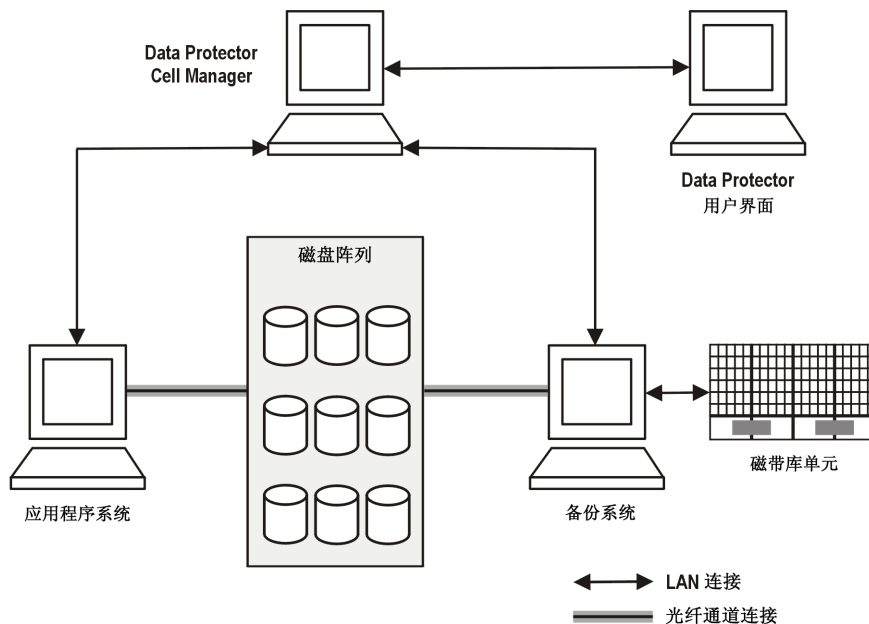 Data Protector
Cell Manager
Data Protector
用户界面
磁盘阵列
应用程序系统
备份系统
磁带库单元
LAN 连接
光纤通道连接